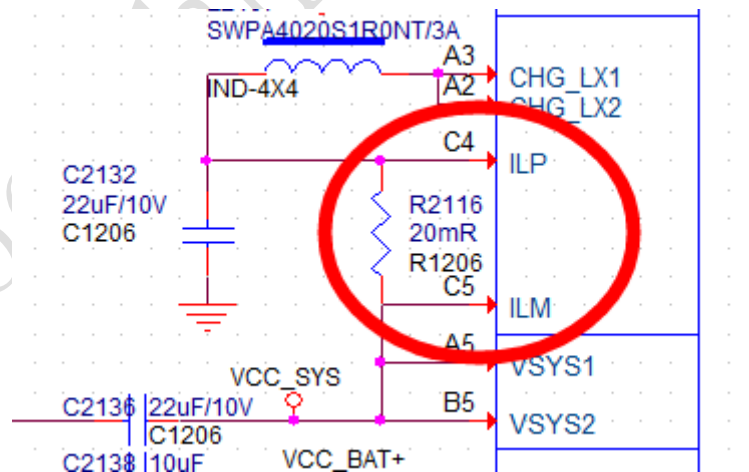 SWPA4020S1R0NT/3A
IND-4X4
A3
CHG_LX1
A2
CHG_LX2
C4
ILP
C2132
22uF/10V
C1206
R2116
20mR
R1206
C5
ILM
A5
VSYS1
VCC_SYS
B5
VSYS2
C2136 22uF/10V
C1206
C2138 10uF
VCC_BAT+